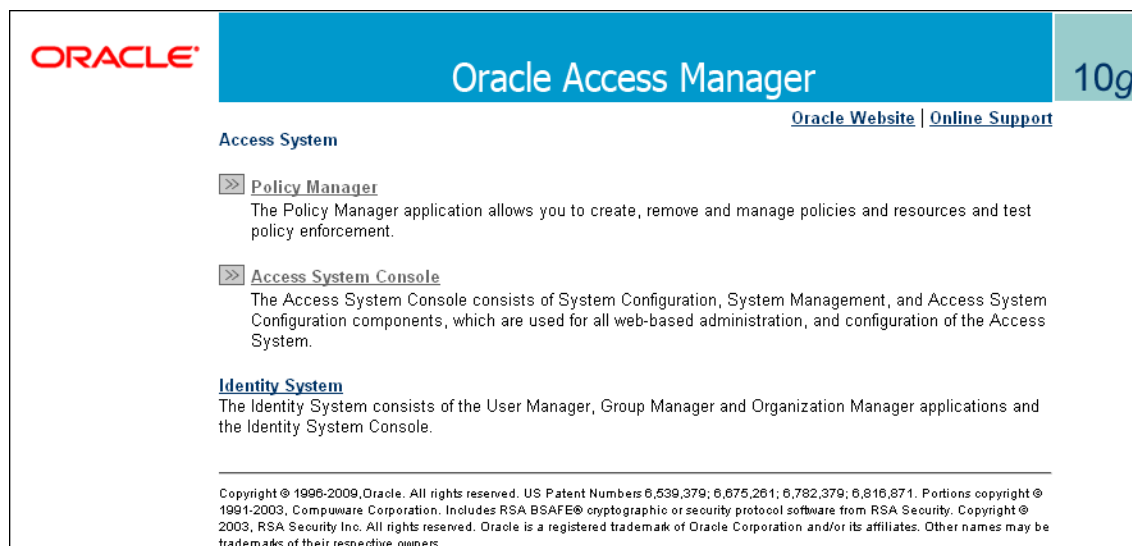 ORACLE®
Oracle Access Manager
10g
Oracle Website | Online Support
Access System
Policy Manager
The Policy Manager application allows you to create, remove and manage policies and resources and test
policy enforcement.
Access System Console
The Access System Console consists of System Configuration, System Management, and Access System
Configuration components, which are used for all web-based administration, and configuration of the Access
System.
Identity System
The Identity System consists of the User Manager, Group Manager and Organization Manager applications and
the Identity System Console.
Copyright © 1996-2009,Oracle. All rights reserved. US Patent Numbers 6,539,379; 6,675,261; 6,782,379; 6,816,871. Portions copyright ©
1991-2003, Compuware Corporation. Includes RSA BSAFE® cryptographic or security protocol software from RSA Security. Copyright ©
2003, RSA Security Inc. All rights reserved. Oracle is a registered trademark of Oracle Corporation and/or its affiliates. Other names may be
trademarks of their respective owners.